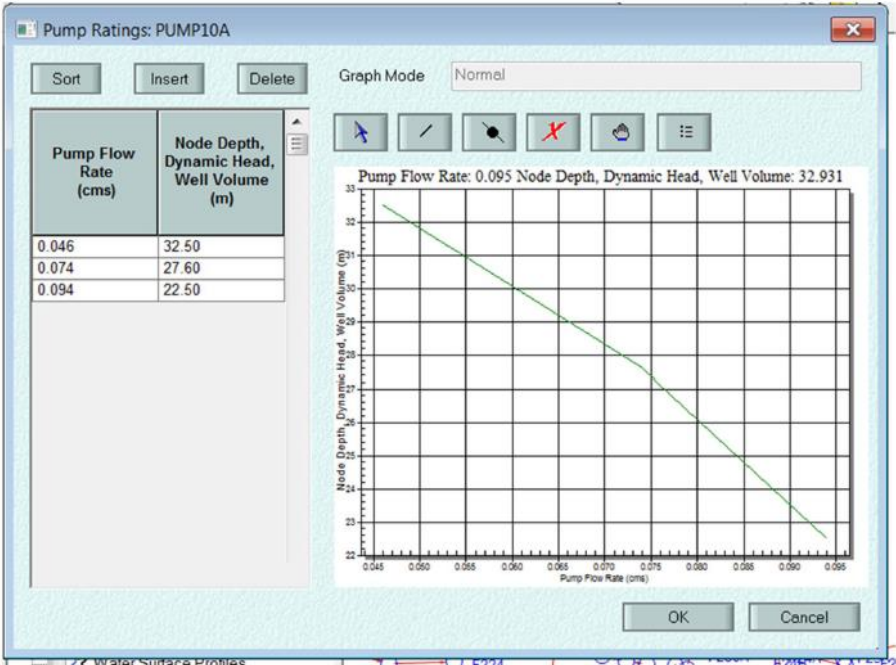 Pump Ratings: PUMP10A
Sort Insert Delete Graph Mode Normal
Pump Flow
Rate
(cms)
Node Depth,
Dynamic Head,
Well Volume
(m)
0.046 32.50
0.074 27.60
0.094 22.50
Pump Flow Rate: 0.095 Node Depth, Dynamic Head, Well Volume: 32.931
Node Depth, Dynamic Head, Well Volume (m)
33
32
31
30
29
28
27
26
25
24
23
22
0.045 0.050 0.055 0.060 0.065 0.070 0.075 0.080 0.085 0.090 0.095
Pump Flow Rate (cms)
OK Cancel
Water Surface Profiles